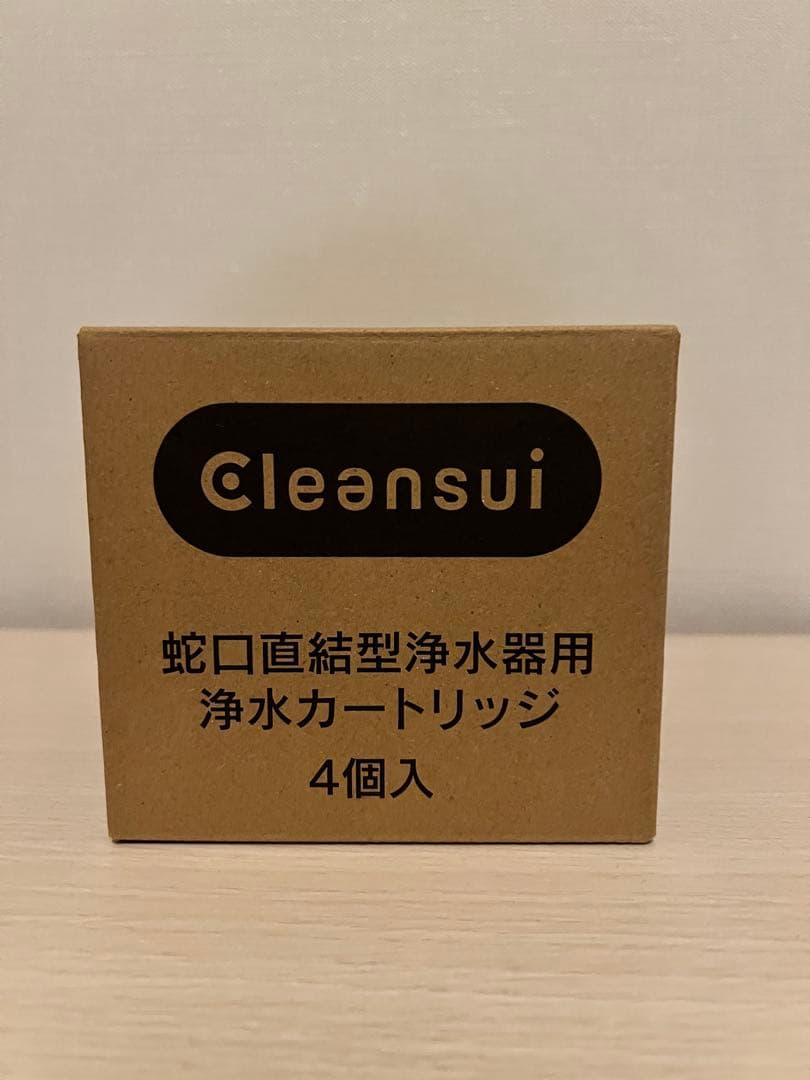 Cleansui
蛇口直結型浄水器用
浄水カートリッジ
4個入